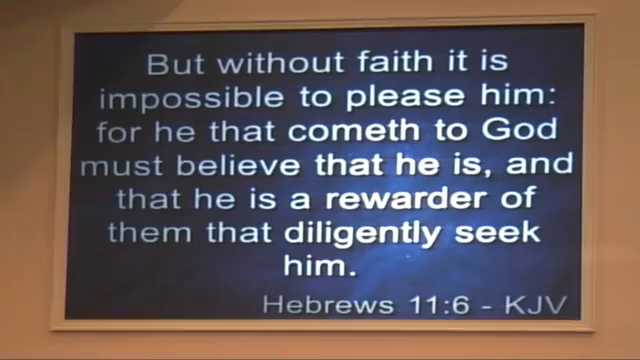 But without faith it is
impossible to please him:
for he that cometh to God
must believe that he is, and
that he is a rewarder of
them that diligently seek
him.
Hebrews 11:6 - KJV